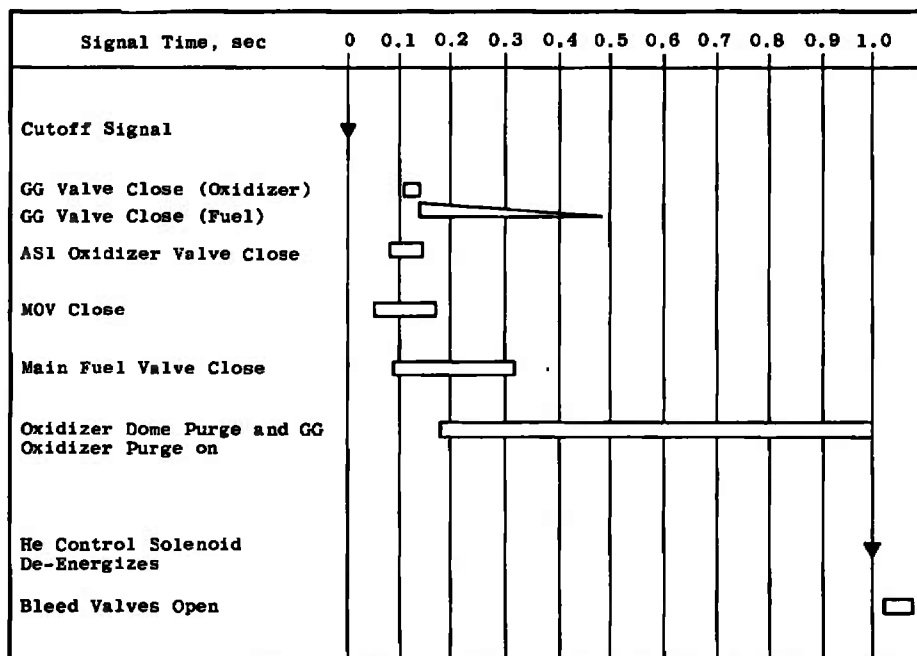 Signal Time, sec 0 0.1 0.2 0.3 0.4 0.5 0.6 0.7 0.8 0.9 1.0
Cutoff Signal
GG Valve Close (Oxidizer)
GG Valve Close (Fuel)
AS1 Oxidizer Valve Close
MOV Close
Main Fuel Valve Close
Oxidizer Dome Purge and GG
Oxidizer Purge on
He Control Solenoid
De-Energizes
Bleed Valves Open